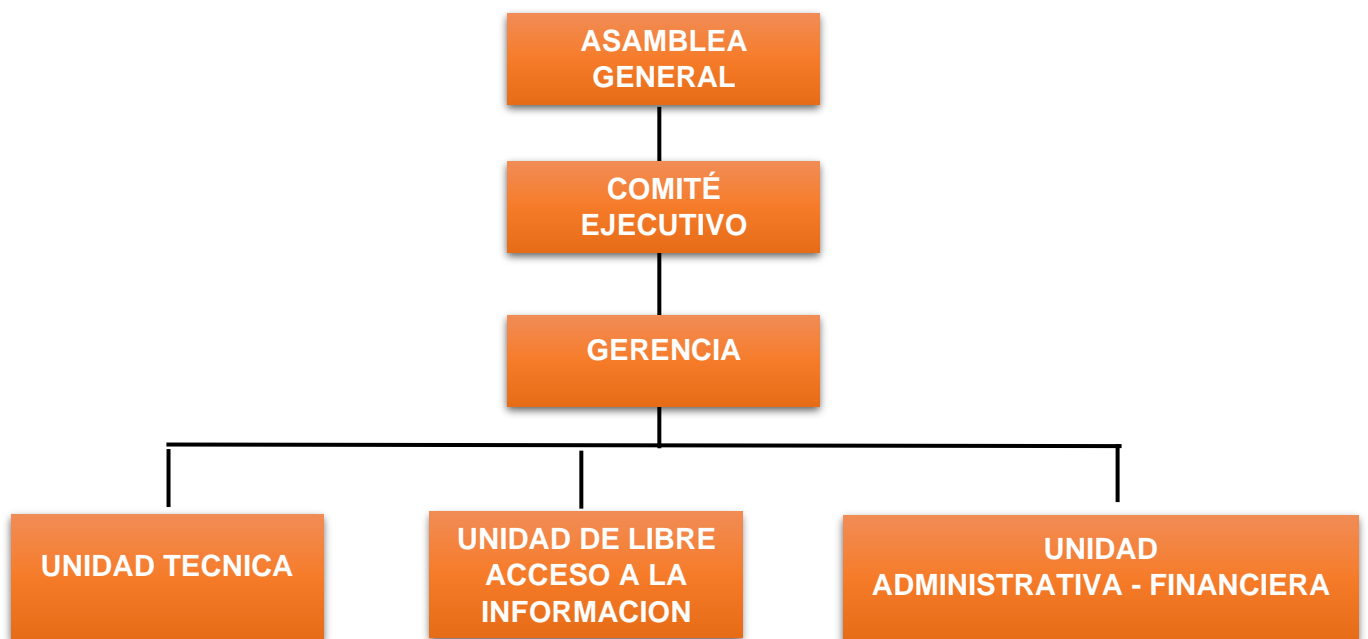 ASAMBLEA
GENERAL
COMITÉ
EJECUTIVO
GERENCIA
UNIDAD TECNICA
UNIDAD DE LIBRE
ACCESO A LA
INFORMACION
UNIDAD
ADMINISTRATIVA - FINANCIERA